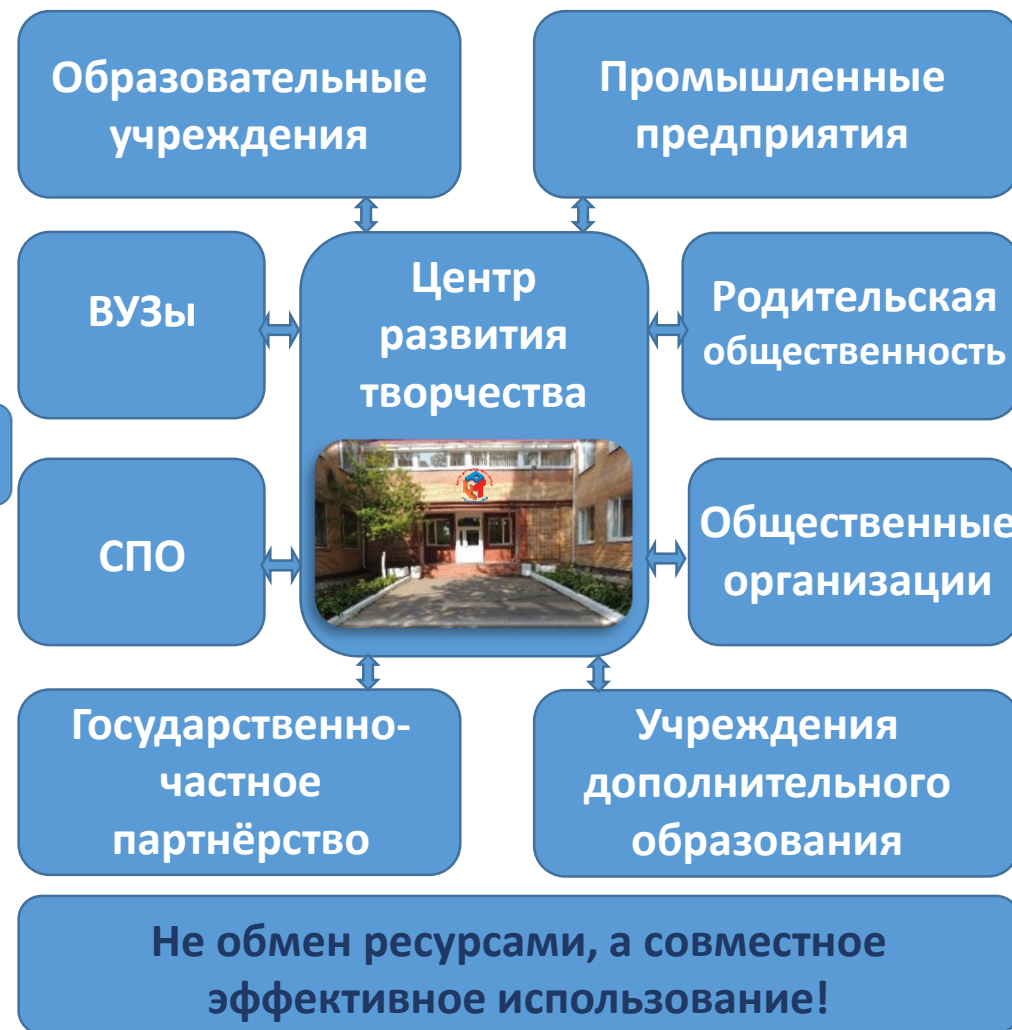 Образовательные
учреждения
Промышленные
предприятия
ВУЗы
Центр
развития
творчества
Родительская
общественность
СПО
Общественные
организации
Государственно-
частное
партнёрство
Учреждения
дополнительного
образования
Не обмен ресурсами, а совместное
эффективное использование!